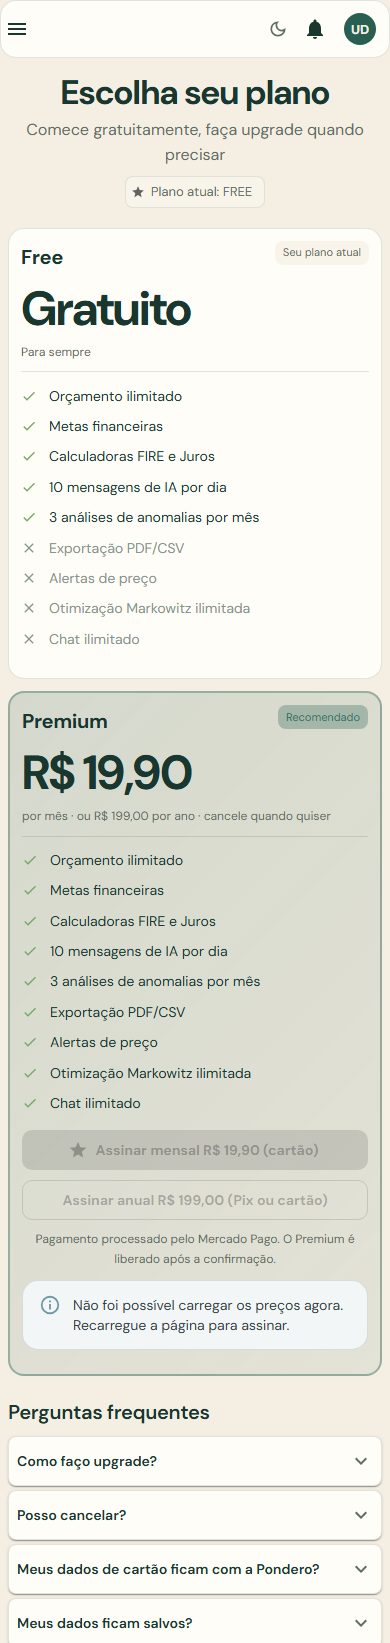 UD
Escolha seu plano
Comece gratuitamente, faça upgrade quando
precisar
Plano atual: FREE
Free
Seu plano atual
Gratuito
Para sempre
Orçamento ilimitado
Metas financeiras
Calculadoras FIRE e Juros
10 mensagens de IA por dia
3 análises de anomalias por mês
Exportação PDF/CSV
Alertas de preço
Otimização Markowitz ilimitada
Chat ilimitado
Premium
Recomendado
R$ 19,90
por mês · ou R$ 199,00 por ano · cancele quando quiser
Orçamento ilimitado
Metas financeiras
Calculadoras FIRE e Juros
10 mensagens de IA por dia
3 análises de anomalias por mês
Exportação PDF/CSV
Alertas de preço
Otimização Markowitz ilimitada
Chat ilimitado
Assinar mensal R$ 19,90 (cartão)
Assinar anual R$ 199,00 (Pix ou cartão)
Pagamento processado pelo Mercado Pago. O Premium é
liberado após a confirmação.
Não foi possível carregar os preços agora.
Recarregue a página para assinar.
Perguntas frequentes
Como faço upgrade?
Posso cancelar?
Meus dados de cartão ficam com a Pondero?
Meus dados ficam salvos?